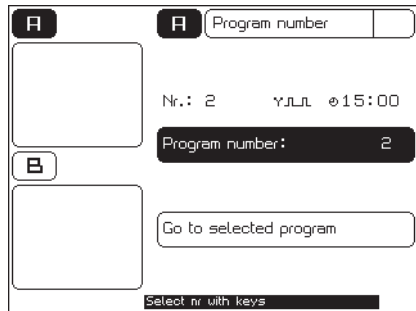 A
A Program number
Nr.: 2 15:00
Program number: 2
B
Go to selected program
Select nr with keys